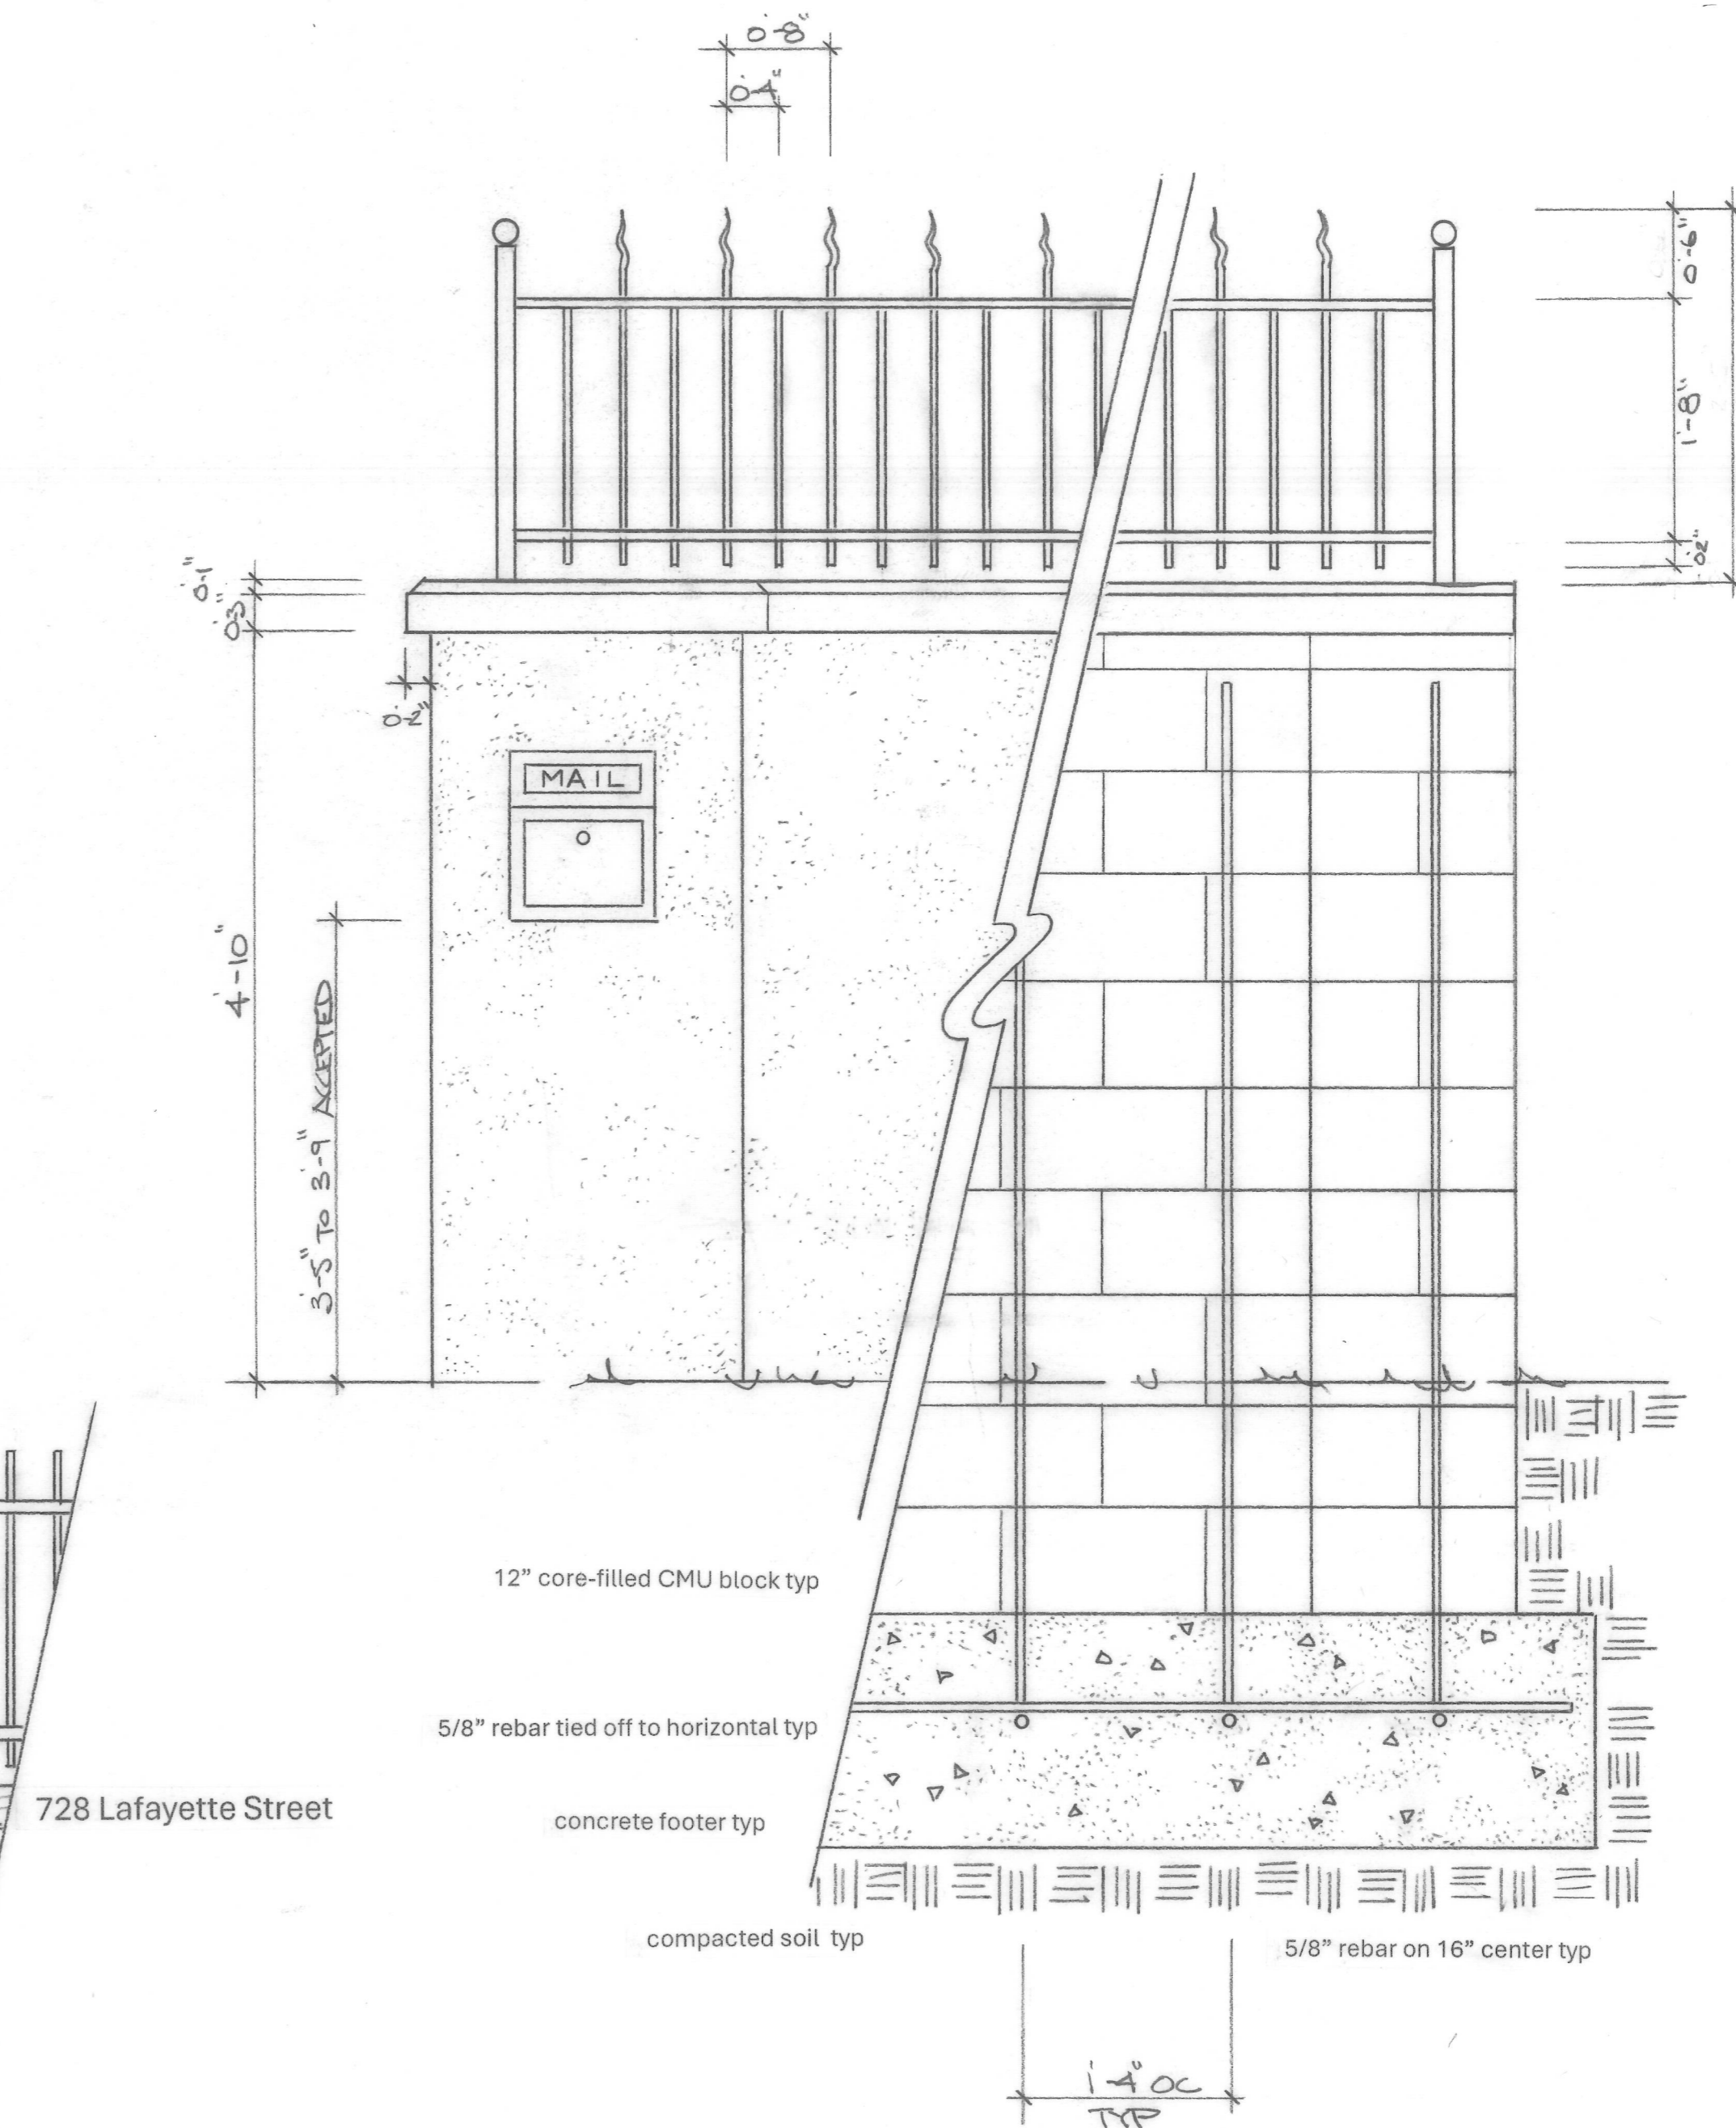 0'-8"
0'-4"
0'-6"
1'-8"
0'2"
0'-1"
0'-3"
0'-2"
MAIL
4'-10"
3'-5" TO 3'-9" ACCEPTED
12” core-filled CMU block typ
5/8” rebar tied off to horizontal typ
728 Lafayette Street
concrete footer typ
compacted soil typ
5/8” rebar on 16” center typ
1'-4" OC
TYP